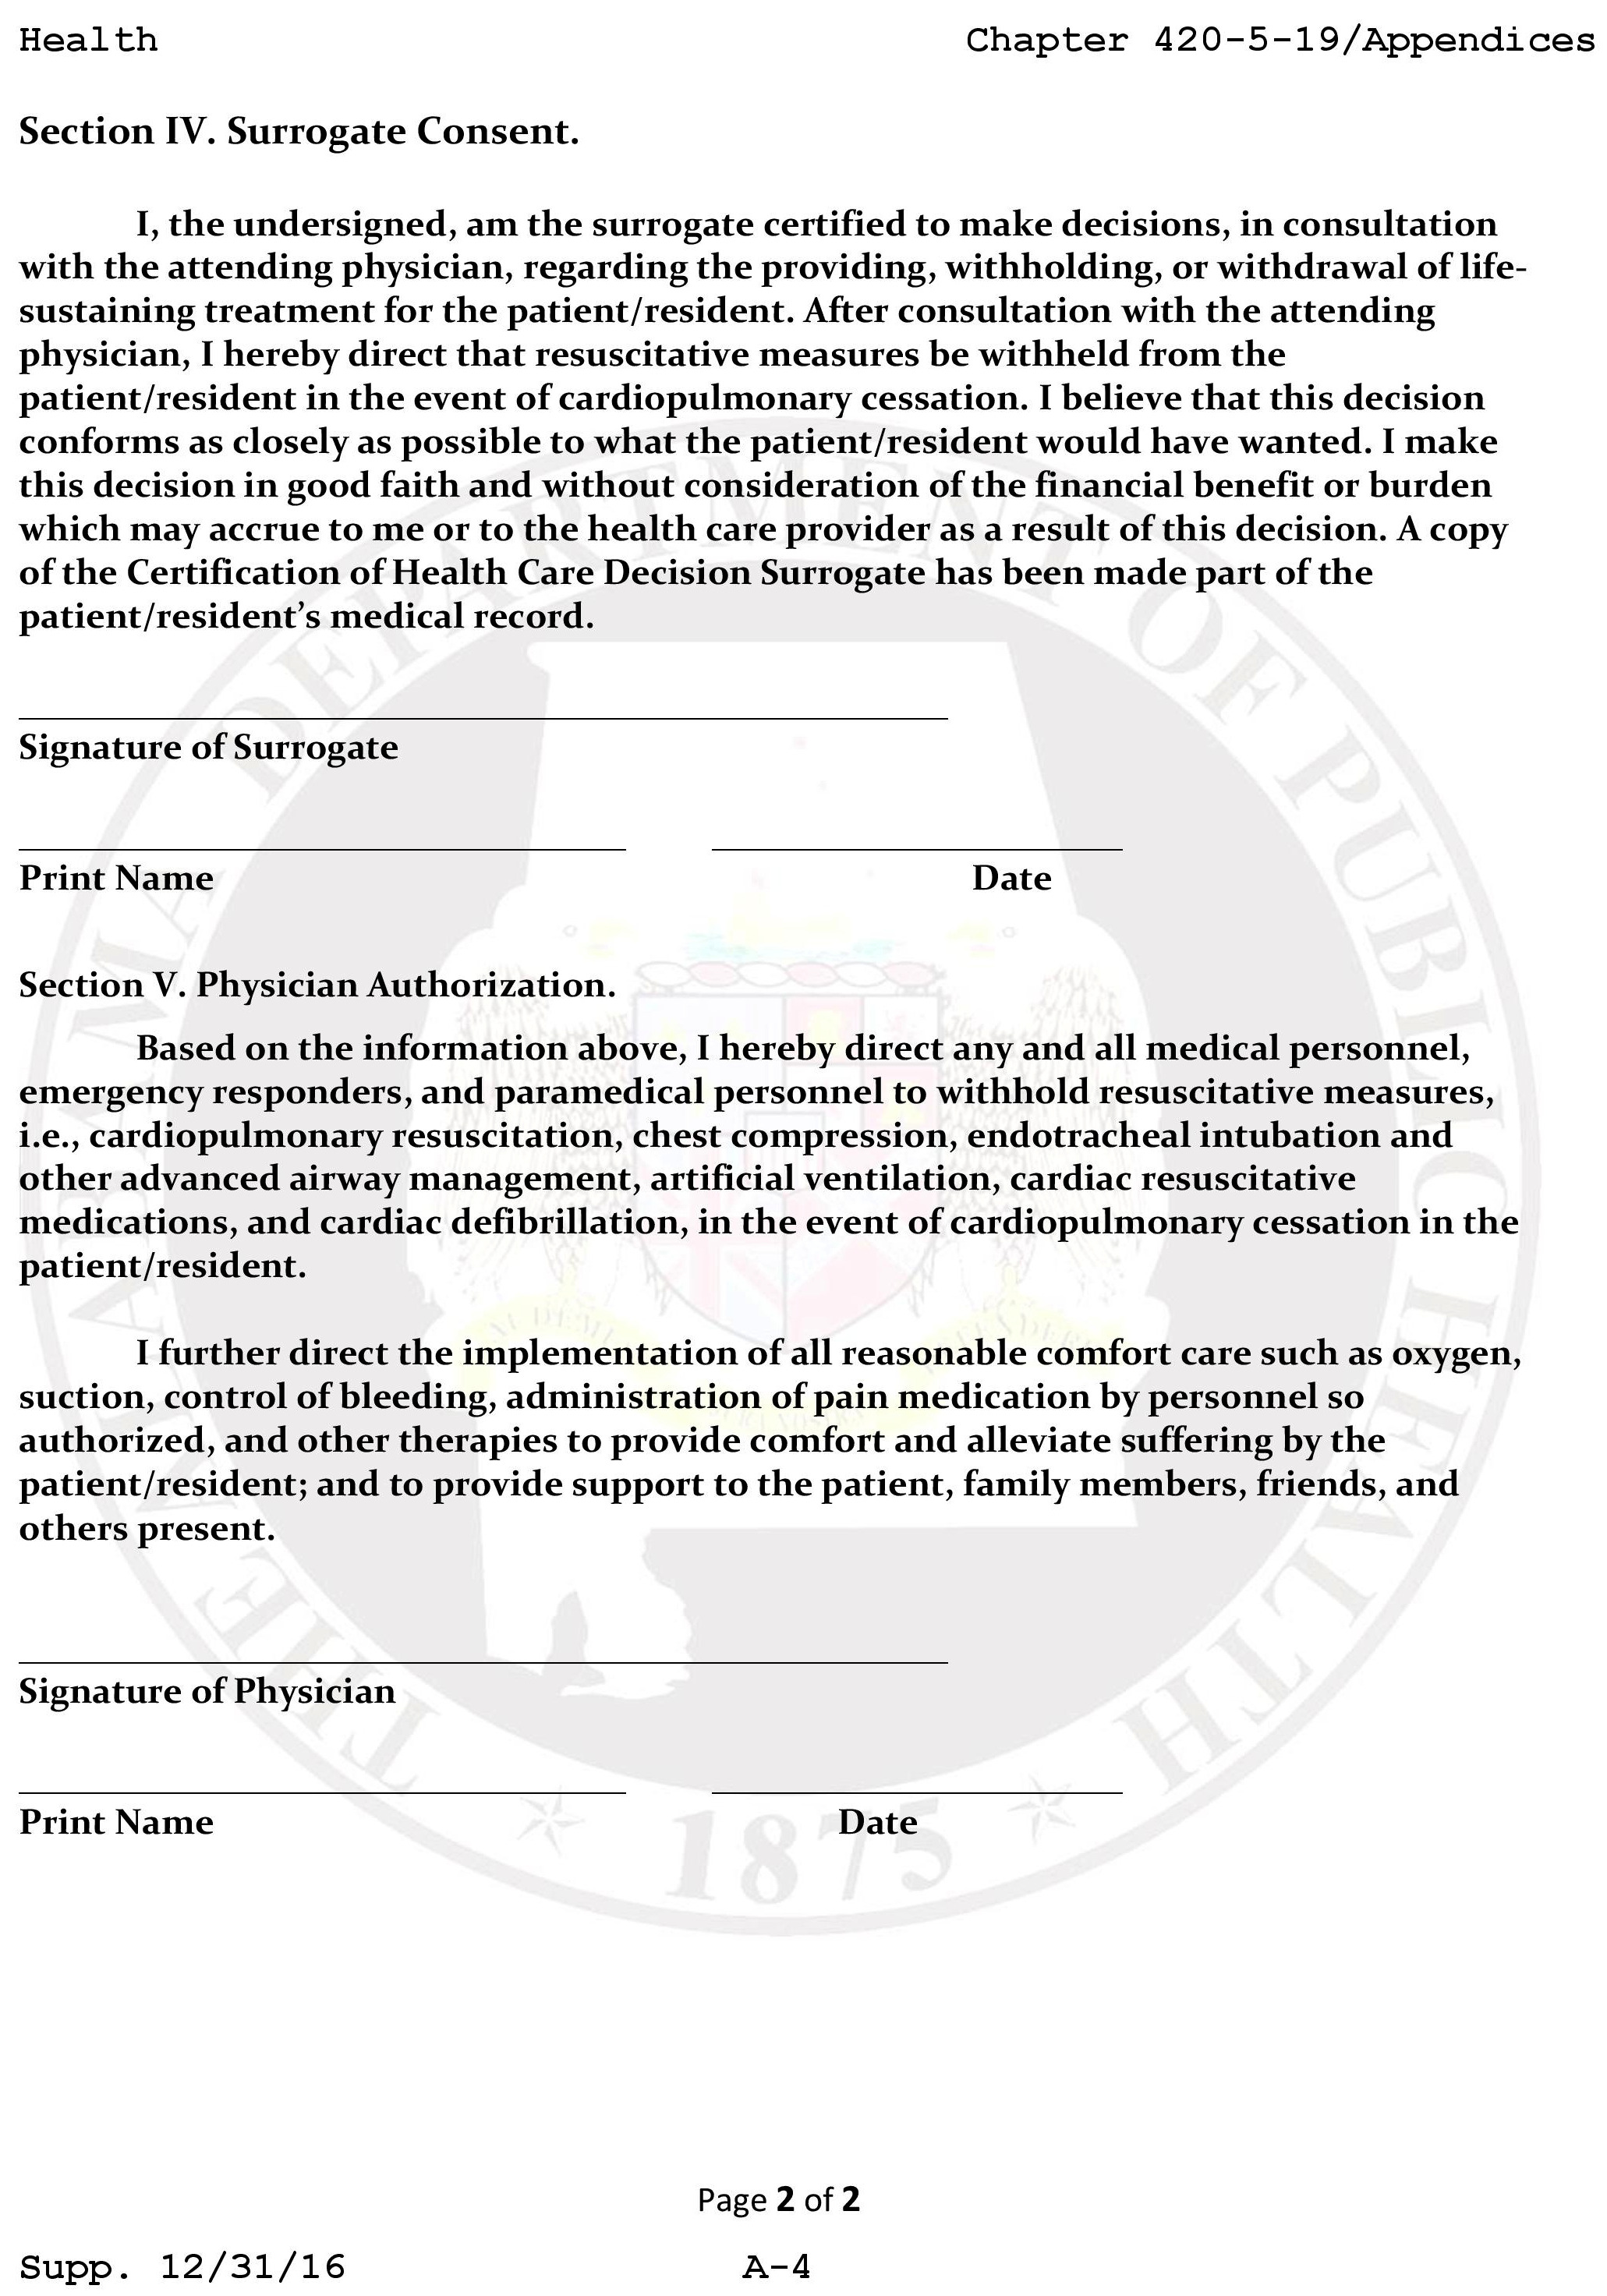 Health Chapter 420-5-19/Appendices
Section IV. Surrogate Consent.
I, the undersigned, am the surrogate certified to make decisions, in consultation
with the attending physician, regarding the providing, withholding, or withdrawal of life-
sustaining treatment for the patient/resident. After consultation with the attending
physician, I hereby direct that resuscitative measures be withheld from the
patient/resident in the event of cardiopulmonary cessation. I believe that this decision
conforms as closely as possible to what the patient/resident would have wanted. I make
this decision in good faith and without consideration of the financial benefit or burden
which may accrue to me or to the health care provider as a result of this decision. A copy
of the Certification of Health Care Decision Surrogate has been made part of the
patient/resident’s medical record.
Signature of Surrogate
Print Name Date
Section V. Physician Authorization.
Based on the information above, I hereby direct any and all medical personnel,
emergency responders, and paramedical personnel to withhold resuscitative measures,
i.e., cardiopulmonary resuscitation, chest compression, endotracheal intubation and
other advanced airway management, artificial ventilation, cardiac resuscitative
medications, and cardiac defibrillation, in the event of cardiopulmonary cessation in the
patient/resident.
I further direct the implementation of all reasonable comfort care such as oxygen,
suction, control of bleeding, administration of pain medication by personnel so
authorized, and other therapies to provide comfort and alleviate suffering by the
patient/resident; and to provide support to the patient, family members, friends, and
others present.
Signature of Physician
Print Name Date
THE ALABAMA DEPARTMENT OF PUBLIC HEALTH
1875
Page 2 of 2
Supp. 12/31/16 A-4